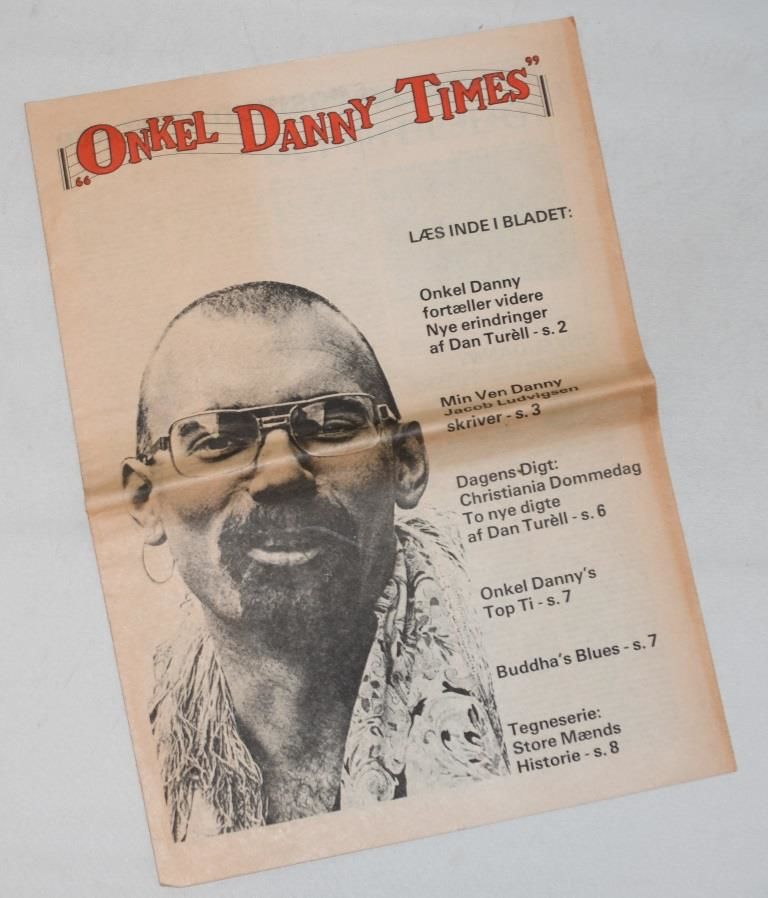 "ONKEL DANNY TIMES"
LÆS INDE I BLADET:
Onkel Danny
fortæller videre
Nye erindringer
af Dan Turèll - s. 2
Min Ven Danny
Jacob Ludvigsen
skriver - s. 3
Dagens Digt:
Christiania Dommedag
To nye digte
af Dan Turèll - s. 6
Onkel Danny's
Top Ti - s. 7
Buddha's Blues - s. 7
Tegneserie:
Store Mænds
Historie - s. 8